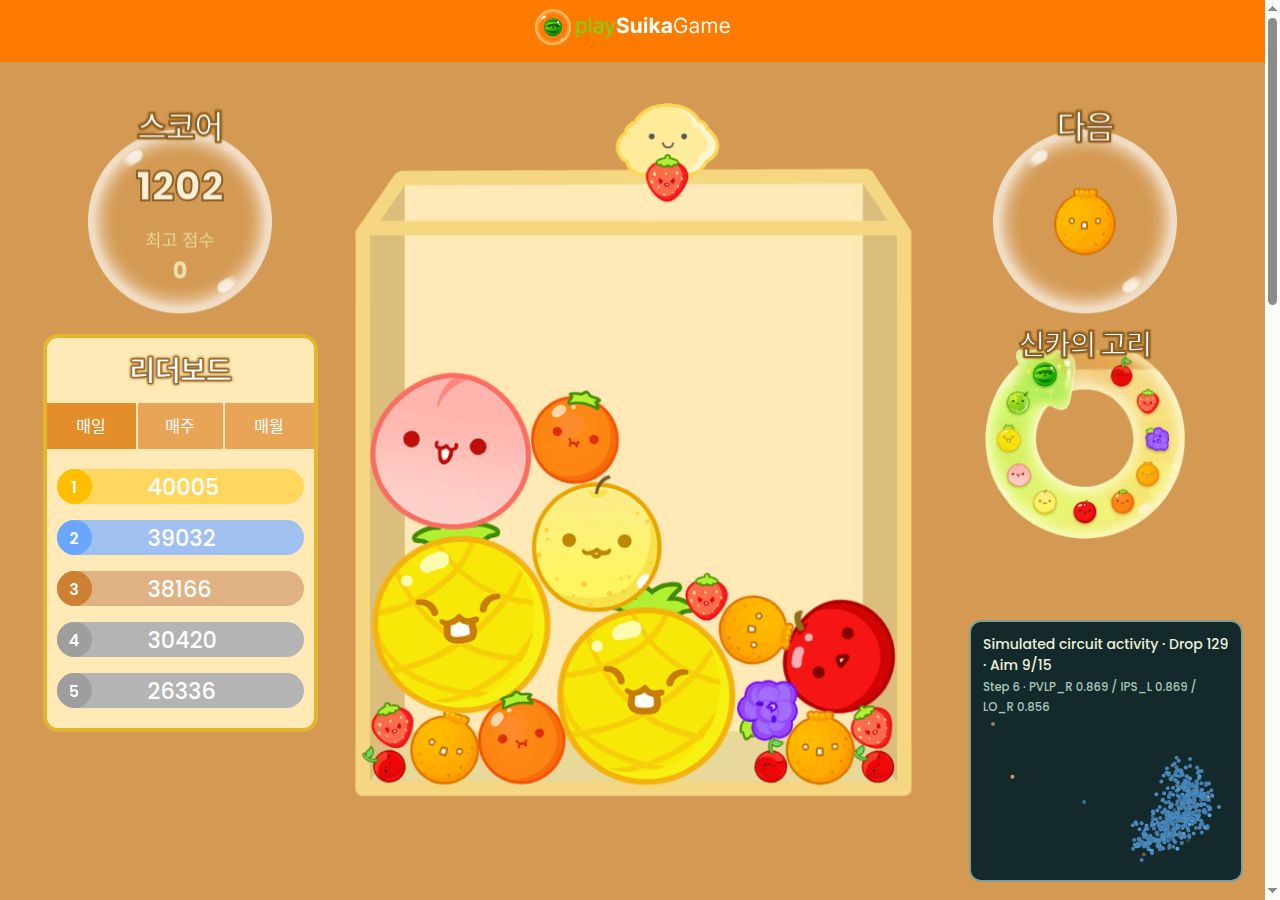 playSuikaGame
스코어
1202
최고 점수
0
리더보드
매일
매주
매월
1
40005
2
39032
3
38166
4
30420
5
26336
다음
신카의 고리
Simulated circuit activity · Drop 129
· Aim 9/15
Step 6 · PVLP_R 0.869 / IPS_L 0.869 /
LO_R 0.856